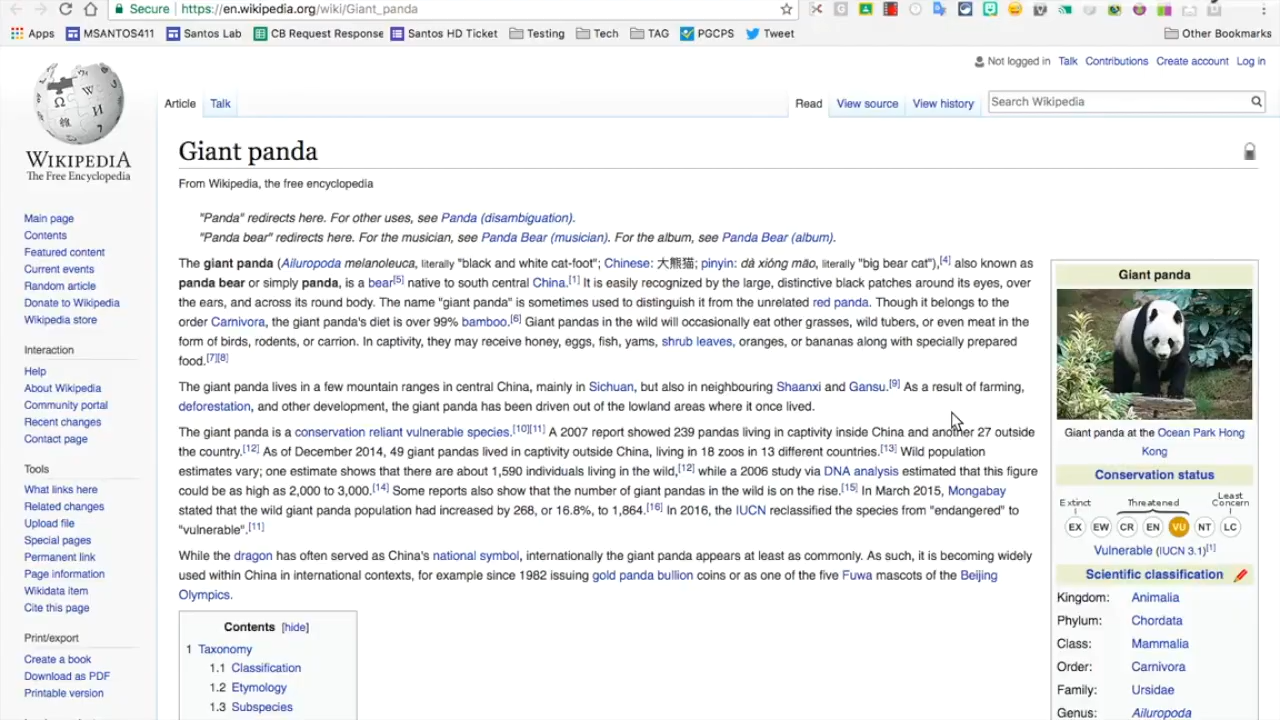 Secure https://en.wikipedia.org/wiki/Giant_panda
Apps MSANTOS411 Santos Lab CB Request Response Santos HD Ticket Testing Tech TAG PGCPS Tweet Other Bookmarks
Not logged in Talk Contributions Create account Log in
Article Talk Read View source View history Search Wikipedia
WIKIPEDIA
The Free Encyclopedia
Main page
Contents
Featured content
Current events
Random article
Donate to Wikipedia
Wikipedia store
Interaction
Help
About Wikipedia
Community portal
Recent changes
Contact page
Tools
What links here
Related changes
Upload file
Special pages
Permanent link
Page information
Wikidata item
Cite this page
Print/export
Create a book
Download as PDF
Printable version
Giant panda
From Wikipedia, the free encyclopedia
"Panda" redirects here. For other uses, see Panda (disambiguation).
"Panda bear" redirects here. For the musician, see Panda Bear (musician). For the album, see Panda Bear (album).
The giant panda (Ailuropoda melanoleuca, literally "black and white cat-foot"; Chinese: 大熊猫; pinyin: dà xióng māo, literally "big bear cat"),[4] also known as
panda bear or simply panda, is a bear[5] native to south central China.[1] It is easily recognized by the large, distinctive black patches around its eyes, over
the ears, and across its round body. The name "giant panda" is sometimes used to distinguish it from the unrelated red panda. Though it belongs to the
order Carnivora, the giant panda's diet is over 99% bamboo.[6] Giant pandas in the wild will occasionally eat other grasses, wild tubers, or even meat in the
form of birds, rodents, or carrion. In captivity, they may receive honey, eggs, fish, yams, shrub leaves, oranges, or bananas along with specially prepared
food.[7][8]
The giant panda lives in a few mountain ranges in central China, mainly in Sichuan, but also in neighbouring Shaanxi and Gansu.[9] As a result of farming,
deforestation, and other development, the giant panda has been driven out of the lowland areas where it once lived.
The giant panda is a conservation reliant vulnerable species.[10][11] A 2007 report showed 239 pandas living in captivity inside China and another 27 outside
the country.[12] As of December 2014, 49 giant pandas lived in captivity outside China, living in 18 zoos in 13 different countries.[13] Wild population
estimates vary; one estimate shows that there are about 1,590 individuals living in the wild,[12] while a 2006 study via DNA analysis estimated that this figure
could be as high as 2,000 to 3,000.[14] Some reports also show that the number of giant pandas in the wild is on the rise.[15] In March 2015, Mongabay
stated that the wild giant panda population had increased by 268, or 16.8%, to 1,864.[16] In 2016, the IUCN reclassified the species from "endangered" to
"vulnerable".[11]
While the dragon has often served as China's national symbol, internationally the giant panda appears at least as commonly. As such, it is becoming widely
used within China in international contexts, for example since 1982 issuing gold panda bullion coins or as one of the five Fuwa mascots of the Beijing
Olympics.
Contents [hide]
1 Taxonomy
1.1 Classification
1.2 Etymology
1.3 Subspecies
Giant panda
Giant panda at the Ocean Park Hong
Kong
Conservation status
Extinct Threatened Least Concern
EX EW CR EN VU NT LC
Vulnerable (IUCN 3.1)[1]
Scientific classification
Kingdom: Animalia
Phylum: Chordata
Class: Mammalia
Order: Carnivora
Family: Ursidae
Genus: Ailuropoda